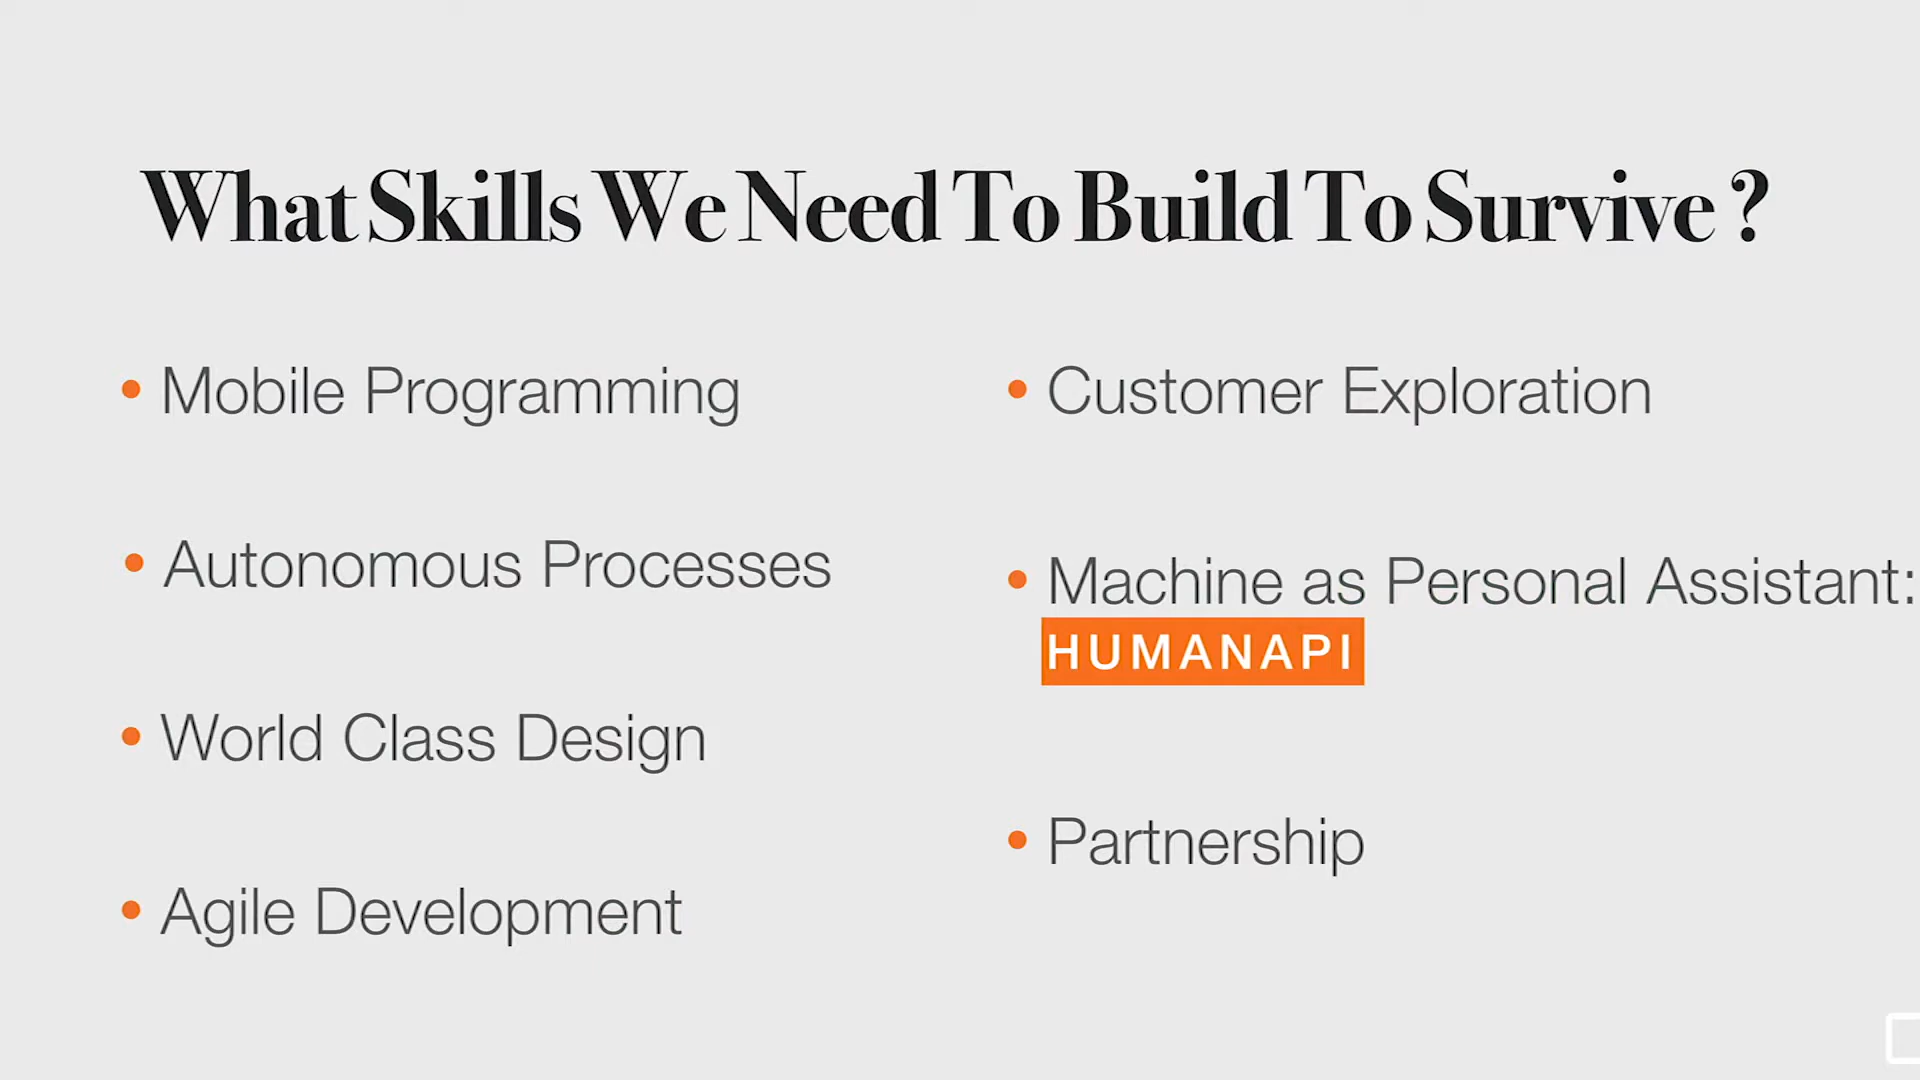 What Skills We Need To Build To Survive ?
• Mobile Programming
• Autonomous Processes
• World Class Design
• Agile Development
• Customer Exploration
• Machine as Personal Assistant:
HUMANAPI
• Partnership